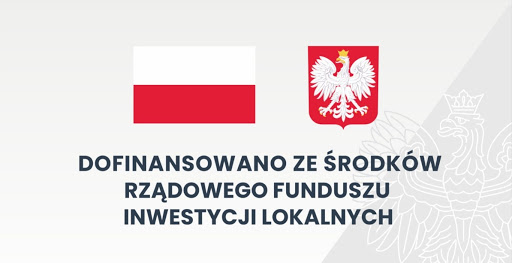 DOFINANSOWANO ZE ŚRODKÓW
RZĄDOWEGO FUNDUSZU
INWESTYCJI LOKALNYCH